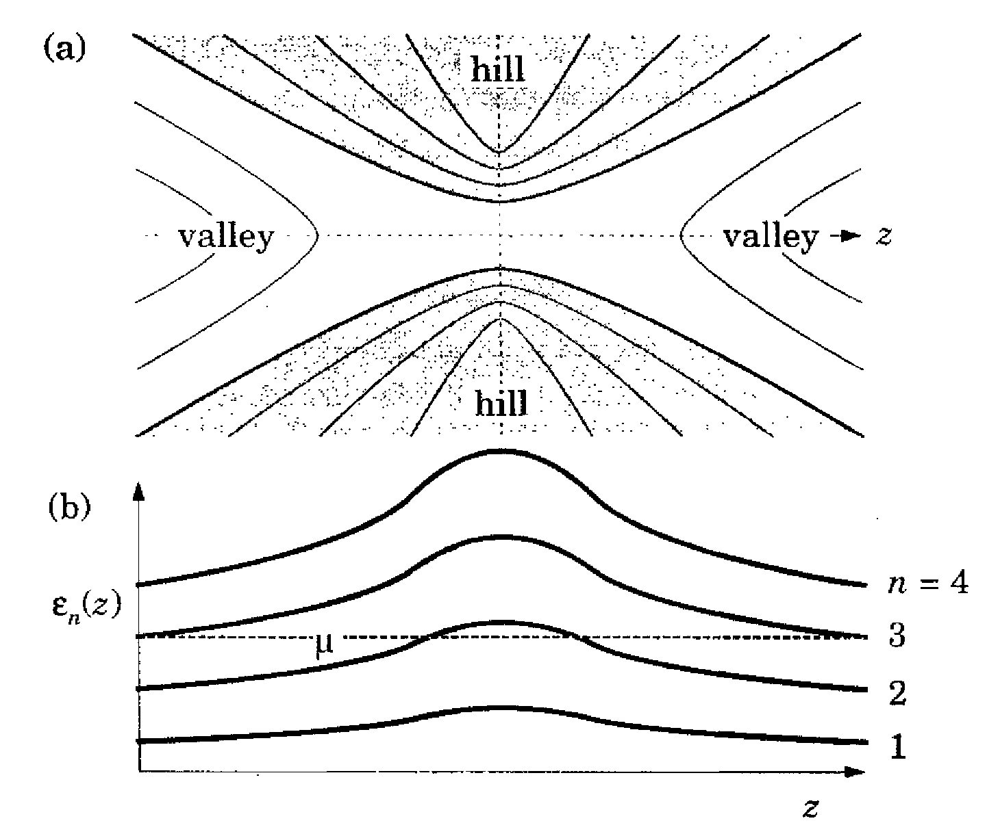 (a)
hill
valley
valley
z
hill
(b)
εn(z)
μ
n = 4
3
2
1
z